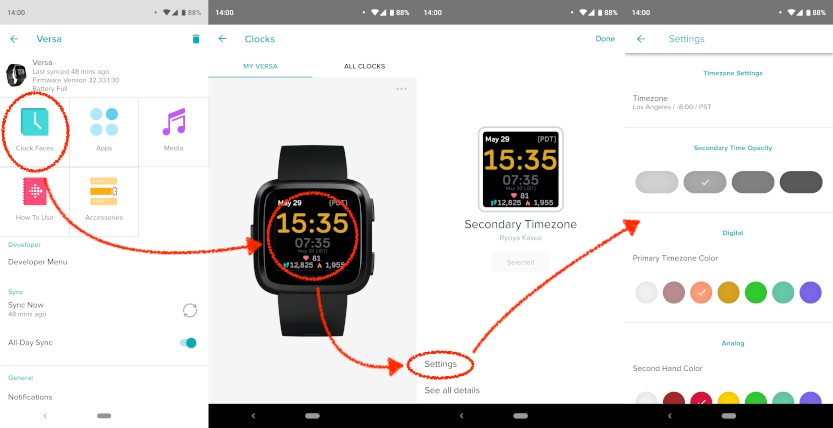 14:00
88%
Versa
Versa
Last synced 48 mins ago
Firmware Version 32.33.1.30
Battery Full
Clock Faces
Apps
Media
How To Use
Accessories
Developer
Developer Menu
Sync
Sync Now
48 mins ago
All-Day Sync
General
Notifications
14:00
88%
Clocks
MY VERSA
ALL CLOCKS
May 29 (PDT)
15:35
07:35
May 30 (JST)
81
12,825 1,955
14:00
88%
Done
May 29 (PDT)
15:35
07:35
May 30 (JST)
81
12,825 1,955
Secondary Timezone
Ryoya Kawai
Selected
Settings
See all details
14:00
88%
Settings
Timezone Settings
Timezone
Los Angeles / -8:00 / PST
Secondary Time Opacity
Digital
Primary Timezone Color
Analog
Second Hand Color